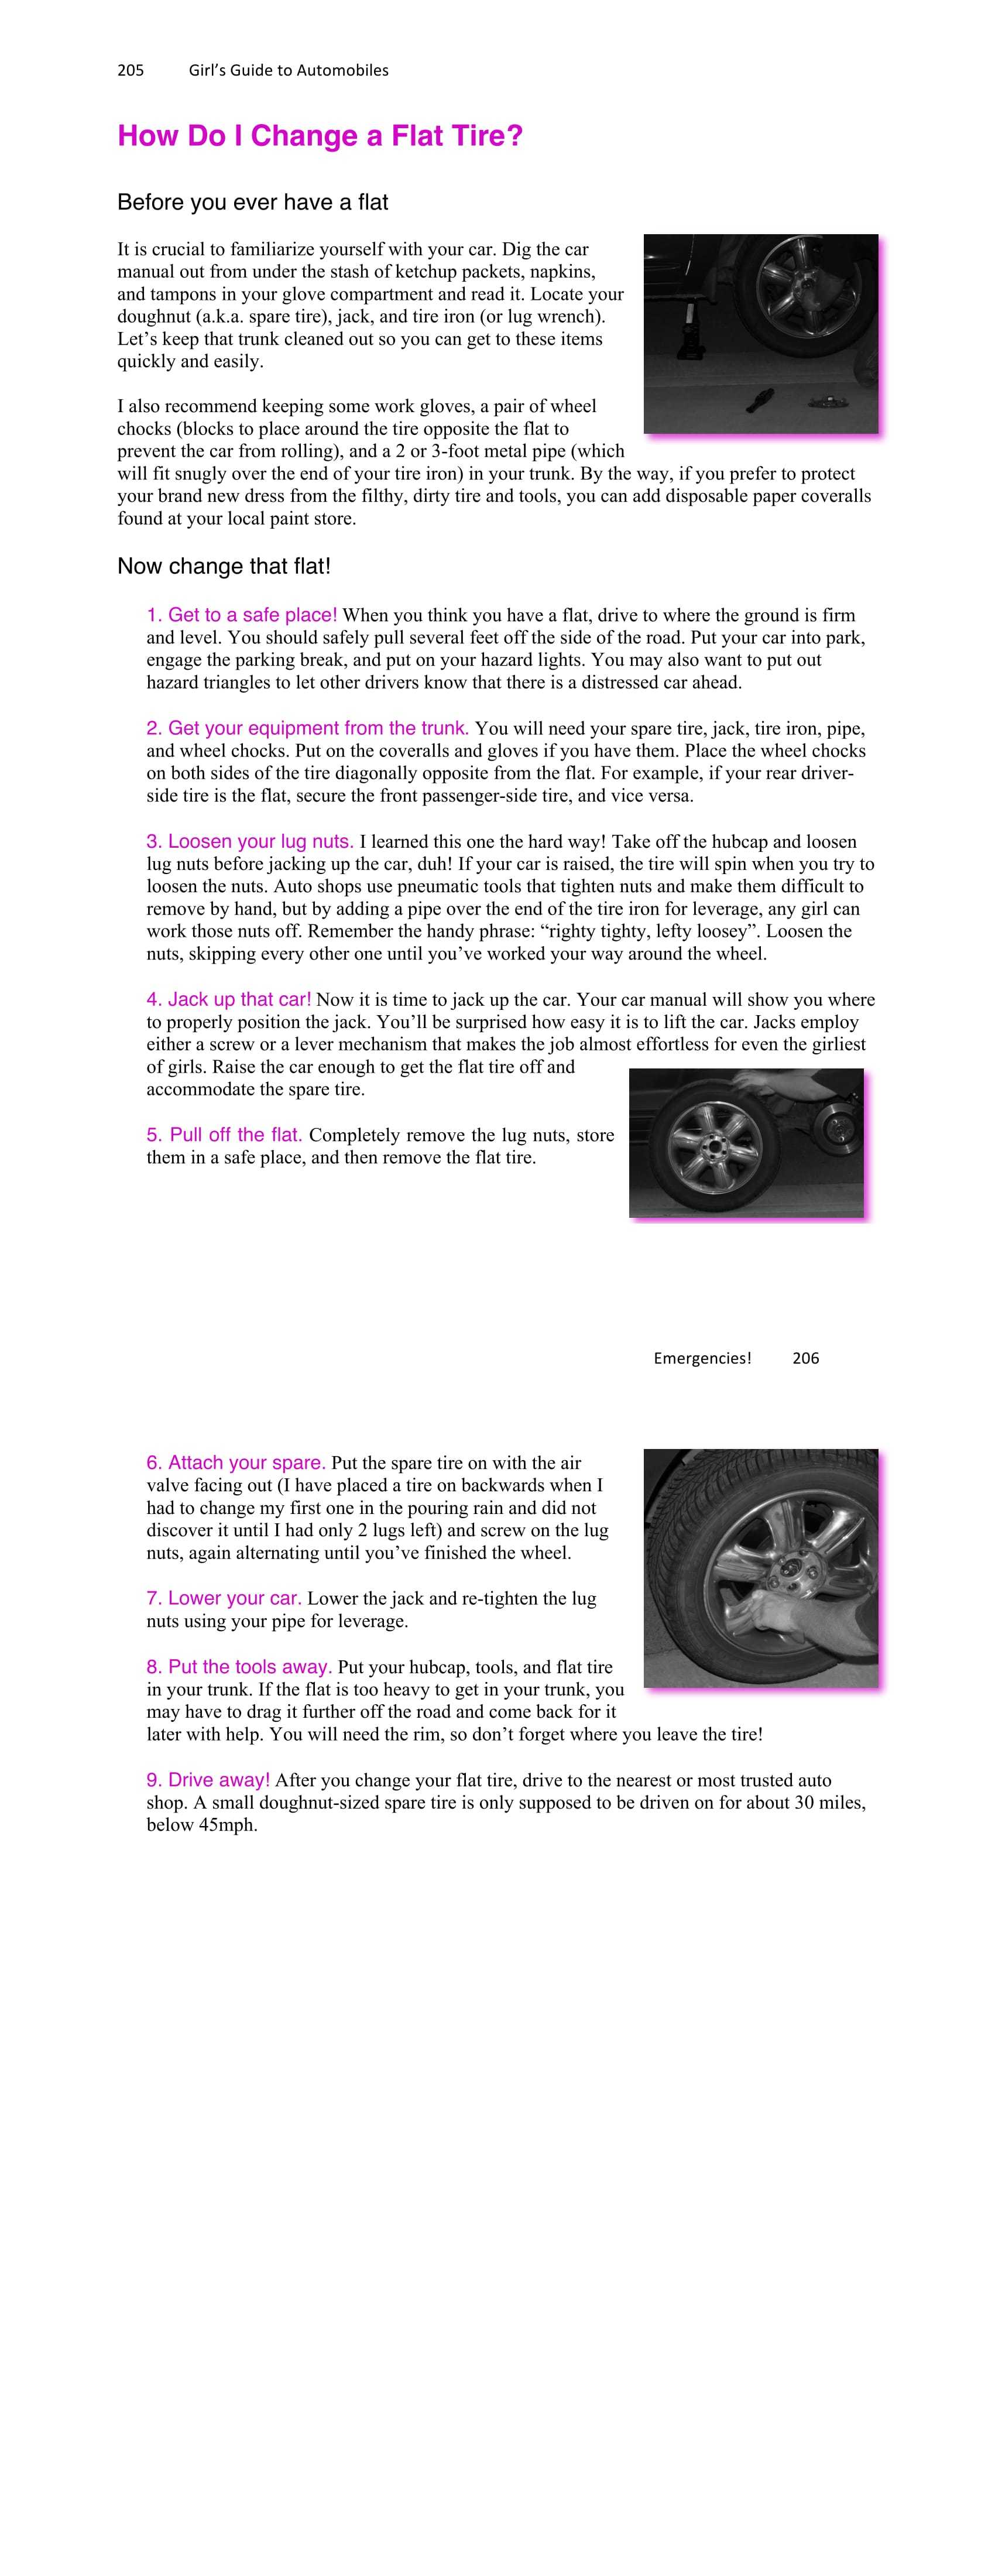 205 Girl’s Guide to Automobiles
How Do I Change a Flat Tire?
Before you ever have a flat
It is crucial to familiarize yourself with your car. Dig the car
manual out from under the stash of ketchup packets, napkins,
and tampons in your glove compartment and read it. Locate your
doughnut (a.k.a. spare tire), jack, and tire iron (or lug wrench).
Let’s keep that trunk cleaned out so you can get to these items
quickly and easily.
I also recommend keeping some work gloves, a pair of wheel
chocks (blocks to place around the tire opposite the flat to
prevent the car from rolling), and a 2 or 3-foot metal pipe (which
will fit snugly over the end of your tire iron) in your trunk. By the way, if you prefer to protect
your brand new dress from the filthy, dirty tire and tools, you can add disposable paper coveralls
found at your local paint store.
Now change that flat!
1. Get to a safe place! When you think you have a flat, drive to where the ground is firm
and level. You should safely pull several feet off the side of the road. Put your car into park,
engage the parking break, and put on your hazard lights. You may also want to put out
hazard triangles to let other drivers know that there is a distressed car ahead.
2. Get your equipment from the trunk. You will need your spare tire, jack, tire iron, pipe,
and wheel chocks. Put on the coveralls and gloves if you have them. Place the wheel chocks
on both sides of the tire diagonally opposite from the flat. For example, if your rear driver-
side tire is the flat, secure the front passenger-side tire, and vice versa.
3. Loosen your lug nuts. I learned this one the hard way! Take off the hubcap and loosen
lug nuts before jacking up the car, duh! If your car is raised, the tire will spin when you try to
loosen the nuts. Auto shops use pneumatic tools that tighten nuts and make them difficult to
remove by hand, but by adding a pipe over the end of the tire iron for leverage, any girl can
work those nuts off. Remember the handy phrase: “righty tighty, lefty loosey”. Loosen the
nuts, skipping every other one until you’ve worked your way around the wheel.
4. Jack up that car! Now it is time to jack up the car. Your car manual will show you where
to properly position the jack. You’ll be surprised how easy it is to lift the car. Jacks employ
either a screw or a lever mechanism that makes the job almost effortless for even the girliest
of girls. Raise the car enough to get the flat tire off and
accommodate the spare tire.
5. Pull off the flat. Completely remove the lug nuts, store
them in a safe place, and then remove the flat tire.
Emergencies! 206
6. Attach your spare. Put the spare tire on with the air
valve facing out (I have placed a tire on backwards when I
had to change my first one in the pouring rain and did not
discover it until I had only 2 lugs left) and screw on the lug
nuts, again alternating until you’ve finished the wheel.
7. Lower your car. Lower the jack and re-tighten the lug
nuts using your pipe for leverage.
8. Put the tools away. Put your hubcap, tools, and flat tire
in your trunk. If the flat is too heavy to get in your trunk, you
may have to drag it further off the road and come back for it
later with help. You will need the rim, so don’t forget where you leave the tire!
9. Drive away! After you change your flat tire, drive to the nearest or most trusted auto
shop. A small doughnut-sized spare tire is only supposed to be driven on for about 30 miles,
below 45mph.